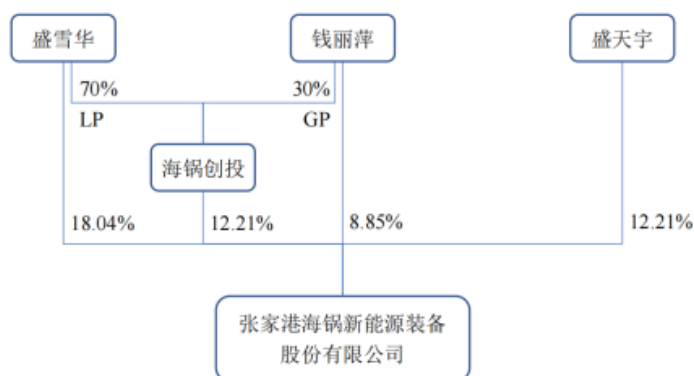 盛雪华
钱丽萍
盛天宇
70%
30%
LP
GP
海锅创投
18.04%
12.21%
8.85%
12.21%
张家港海锅新能源装备
股份有限公司